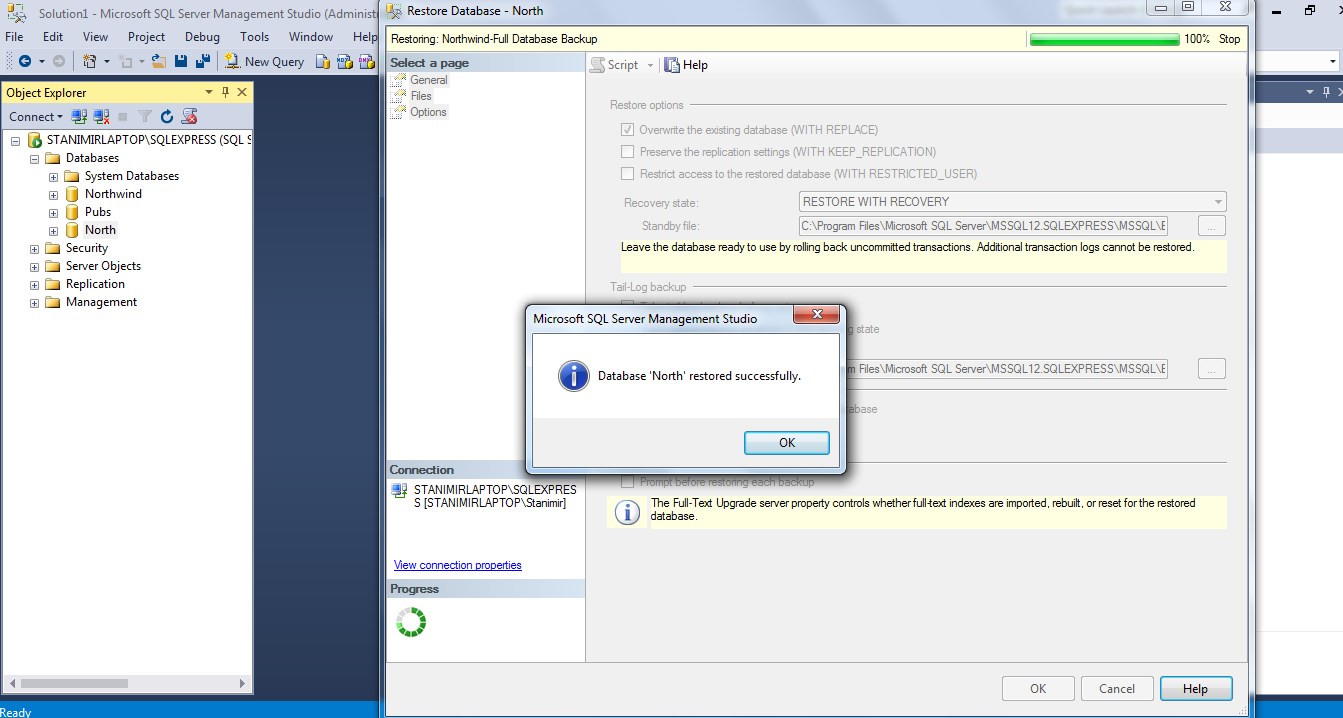 Solution1 - Microsoft SQL Server Management Studio (Administ
File Edit View Project Debug Tools Window Help
New Query
Object Explorer
Connect
STANIMIRLAPTOP\SQLEXPRESS (SQL S
Databases
System Databases
Northwind
Pubs
North
Security
Server Objects
Replication
Management
Ready
Restore Database - North
Restoring: Northwind-Full Database Backup
100% Stop
Select a page
General
Files
Options
Script Help
Restore options
Overwrite the existing database (WITH REPLACE)
Preserve the replication settings (WITH KEEP_REPLICATION)
Restrict access to the restored database (WITH RESTRICTED_USER)
Recovery state: RESTORE WITH RECOVERY
Standby file: C:\Program Files\Microsoft SQL Server\MSSQL12.SQLEXPRESS\MSSQL\E ...
Leave the database ready to use by rolling back uncommitted transactions. Additional transaction logs cannot be restored.
Tail-Log backup
g state
m Files\Microsoft SQL Server\MSSQL12.SQLEXPRESS\MSSQL\E ...
abase
Prompt before restoring each backup
The Full-Text Upgrade server property controls whether full-text indexes are imported, rebuilt, or reset for the restored
database.
Microsoft SQL Server Management Studio
Database 'North' restored successfully.
OK
Connection
STANIMIRLAPTOP\SQLEXPRES
S [STANIMIRLAPTOP\Stanimir]
View connection properties
Progress
OK Cancel Help